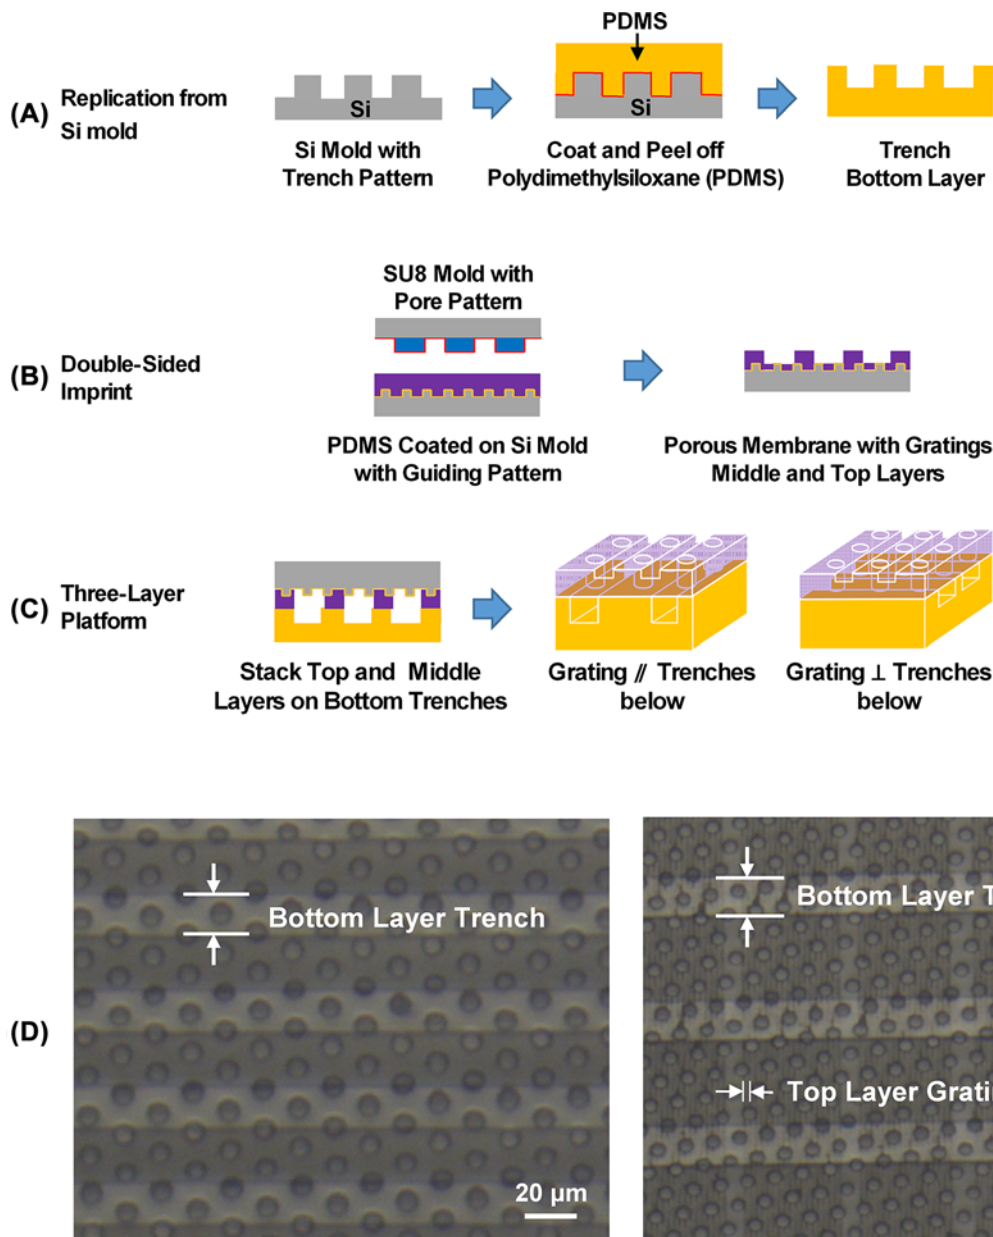 PDMS
(A)
Replication from
Si mold
Si
Si
Si Mold with
Trench Pattern
Coat and Peel off
Polydimethylsiloxane (PDMS)
Trench
Bottom Layer
SU8 Mold with
Pore Pattern
(B)
Double-Sided
Imprint
PDMS Coated on Si Mold
with Guiding Pattern
Porous Membrane with Gratings
Middle and Top Layers
(C)
Three-Layer
Platform
Stack Top and Middle
Layers on Bottom Trenches
Grating // Trenches
below
Grating ⊥ Trenches
below
(D)
Bottom Layer Trench
20 µm
Bottom Layer T
Top Layer Grati